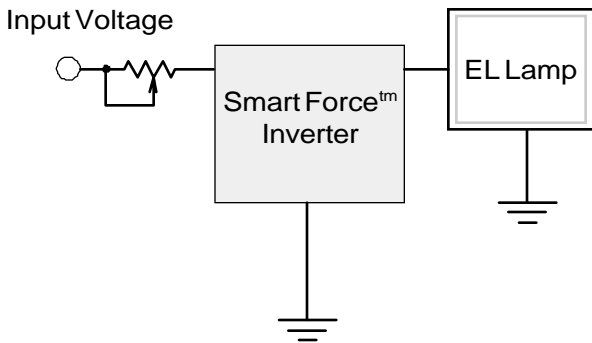 Input Voltage
EL Lamp
Smart Force™
Inverter